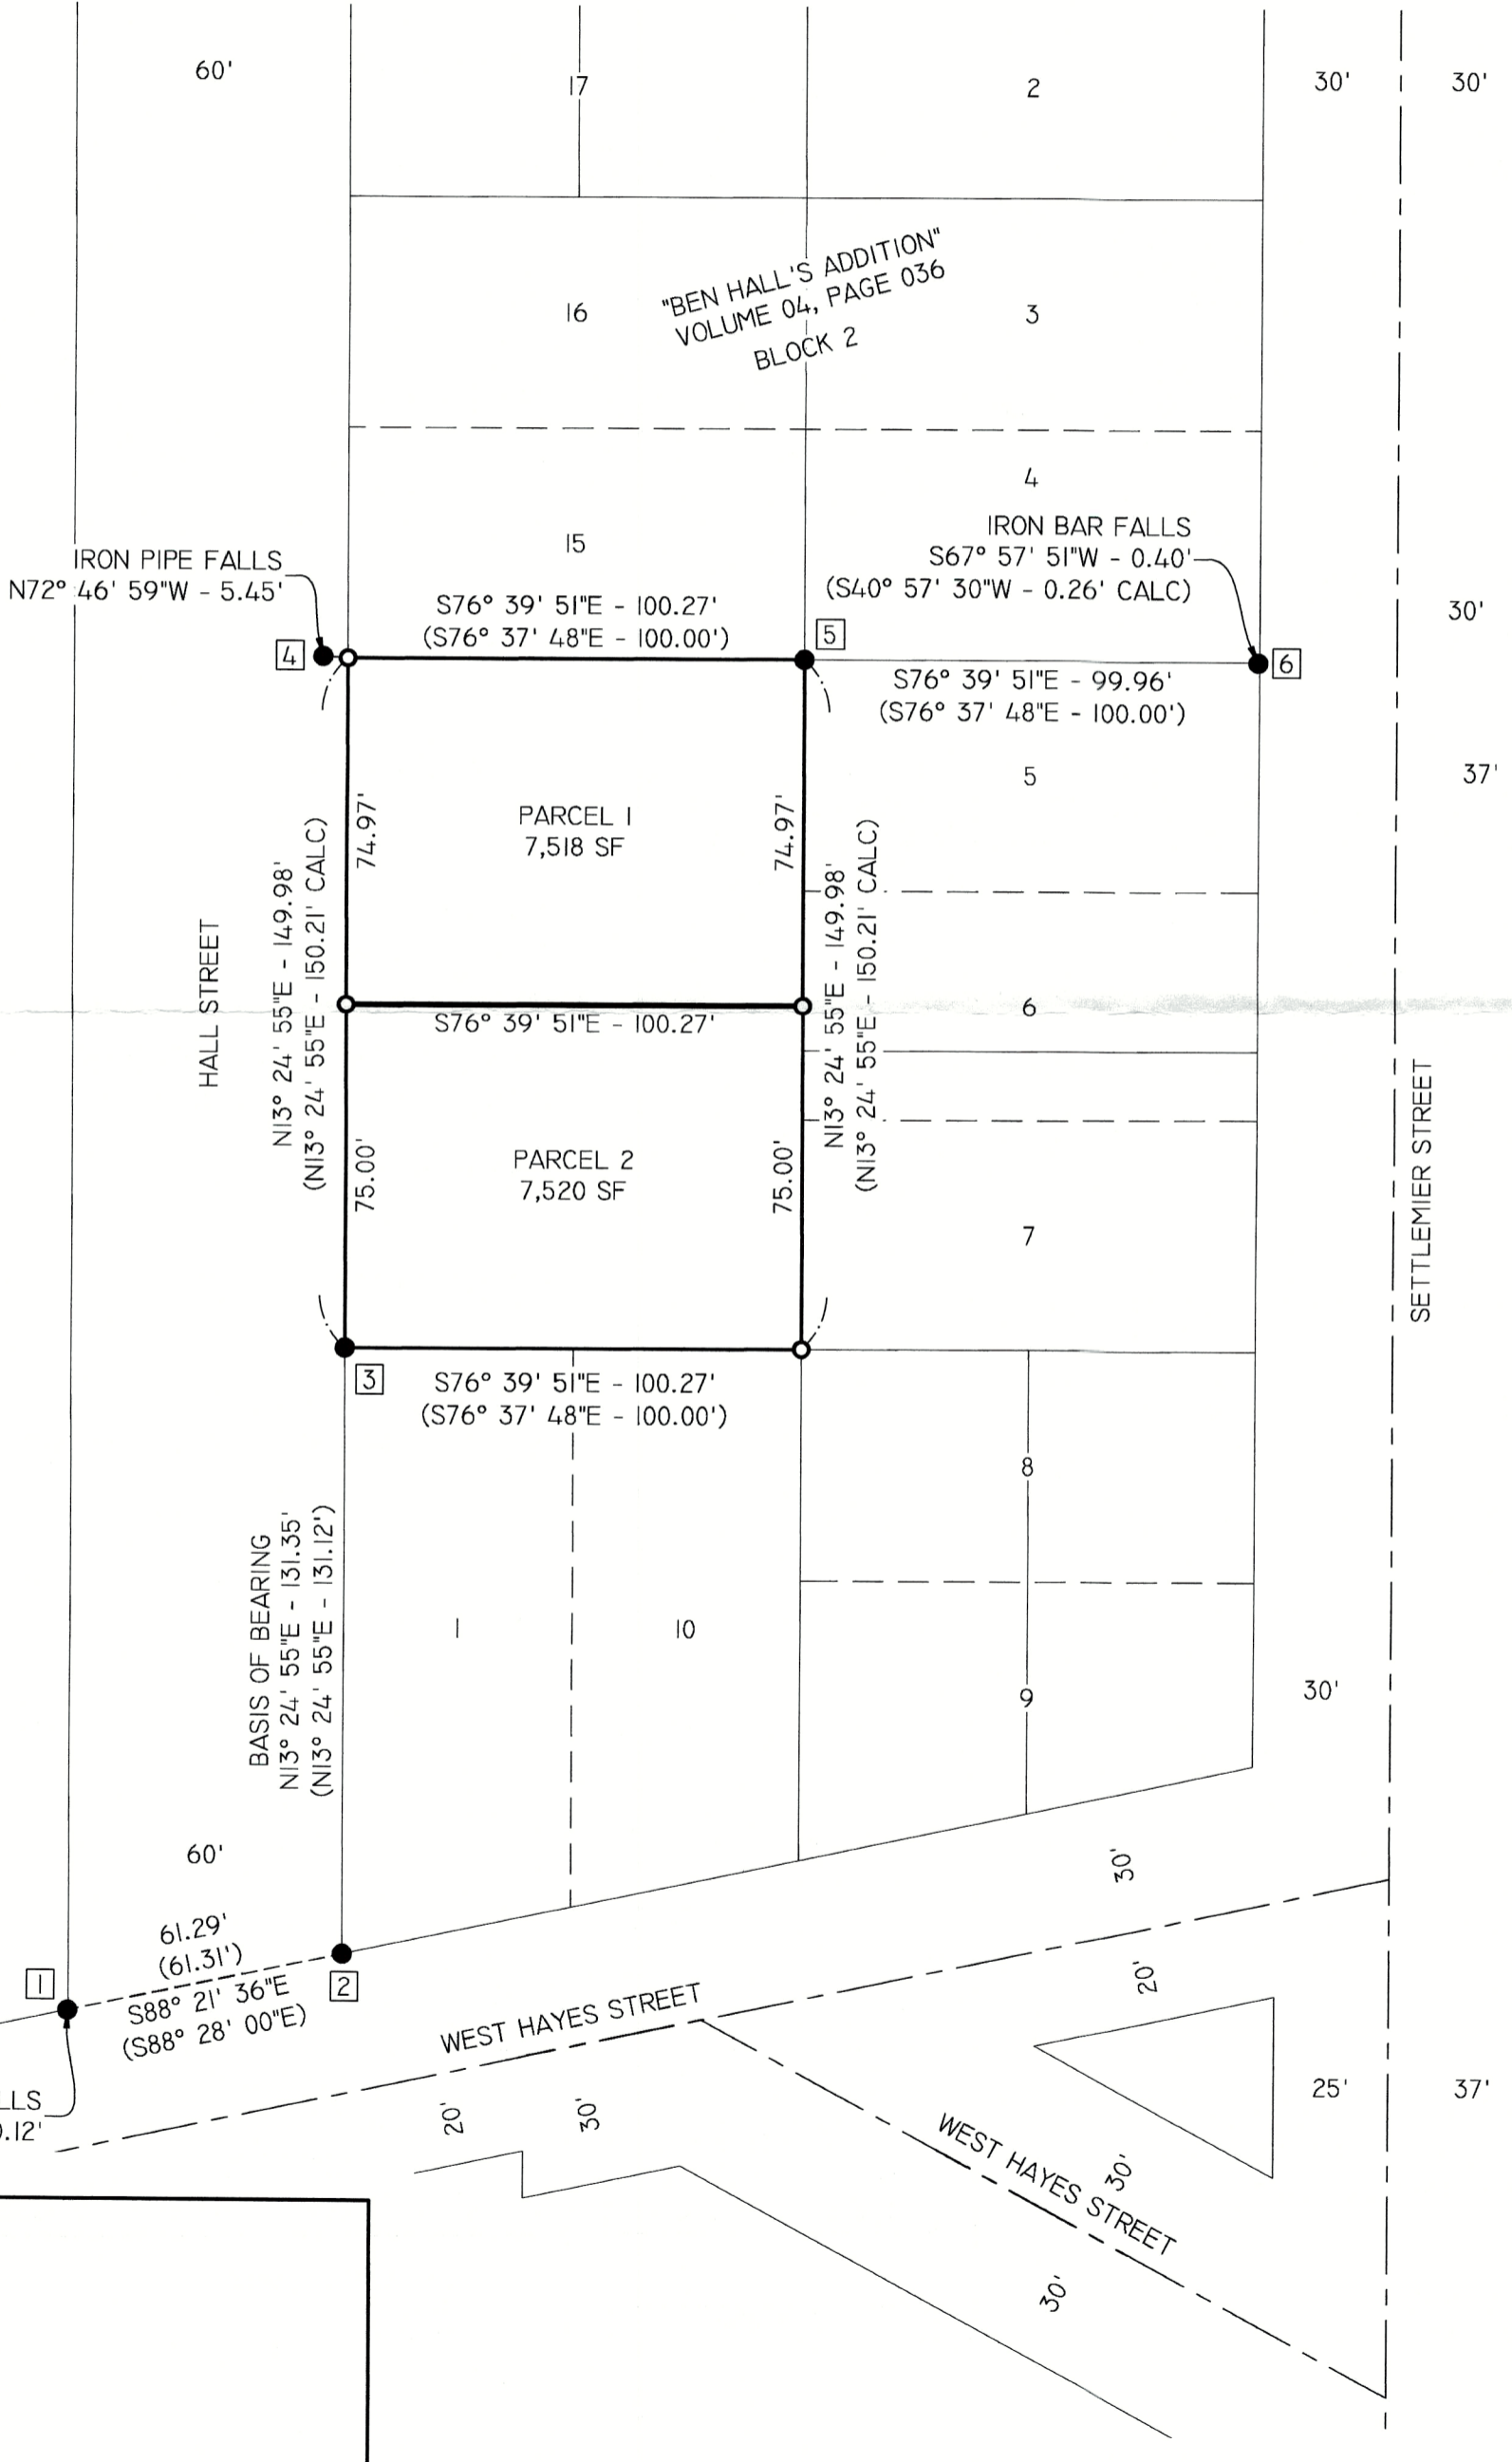 60'
17
2
30'
30'
"BEN HALL'S ADDITION"
VOLUME 04, PAGE 036
BLOCK 2
16
3
4
15
IRON BAR FALLS
S67° 57' 51"W - 0.40'
(S40° 57' 30"W - 0.26' CALC)
IRON PIPE FALLS
N72° 46' 59"W - 5.45'
S76° 39' 51"E - 100.27'
(S76° 37' 48"E - 100.00')
30'
4
5
6
S76° 39' 51"E - 99.96'
(S76° 37' 48"E - 100.00')
5
37'
PARCEL 1
7,518 SF
74.97'
74.97'
HALL STREET
N13° 24' 55"E - 149.98'
(N13° 24' 55"E - 150.21' CALC)
N13° 24' 55"E - 149.98'
(N13° 24' 55"E - 150.21' CALC)
6
S76° 39' 51"E - 100.27'
PARCEL 2
7,520 SF
75.00'
75.00'
7
SETTLEMIER STREET
3
S76° 39' 51"E - 100.27'
(S76° 37' 48"E - 100.00')
8
BASIS OF BEARING
N13° 24' 55"E - 131.35'
(N13° 24' 55"E - 131.12')
1
10
9
30'
60'
30'
61.29'
(61.31')
S88° 21' 36"E
(S88° 28' 00"E)
1
2
WEST HAYES STREET
20'
LLS
0.12'
20'
30'
25'
37'
WEST HAYES STREET
30'
30'